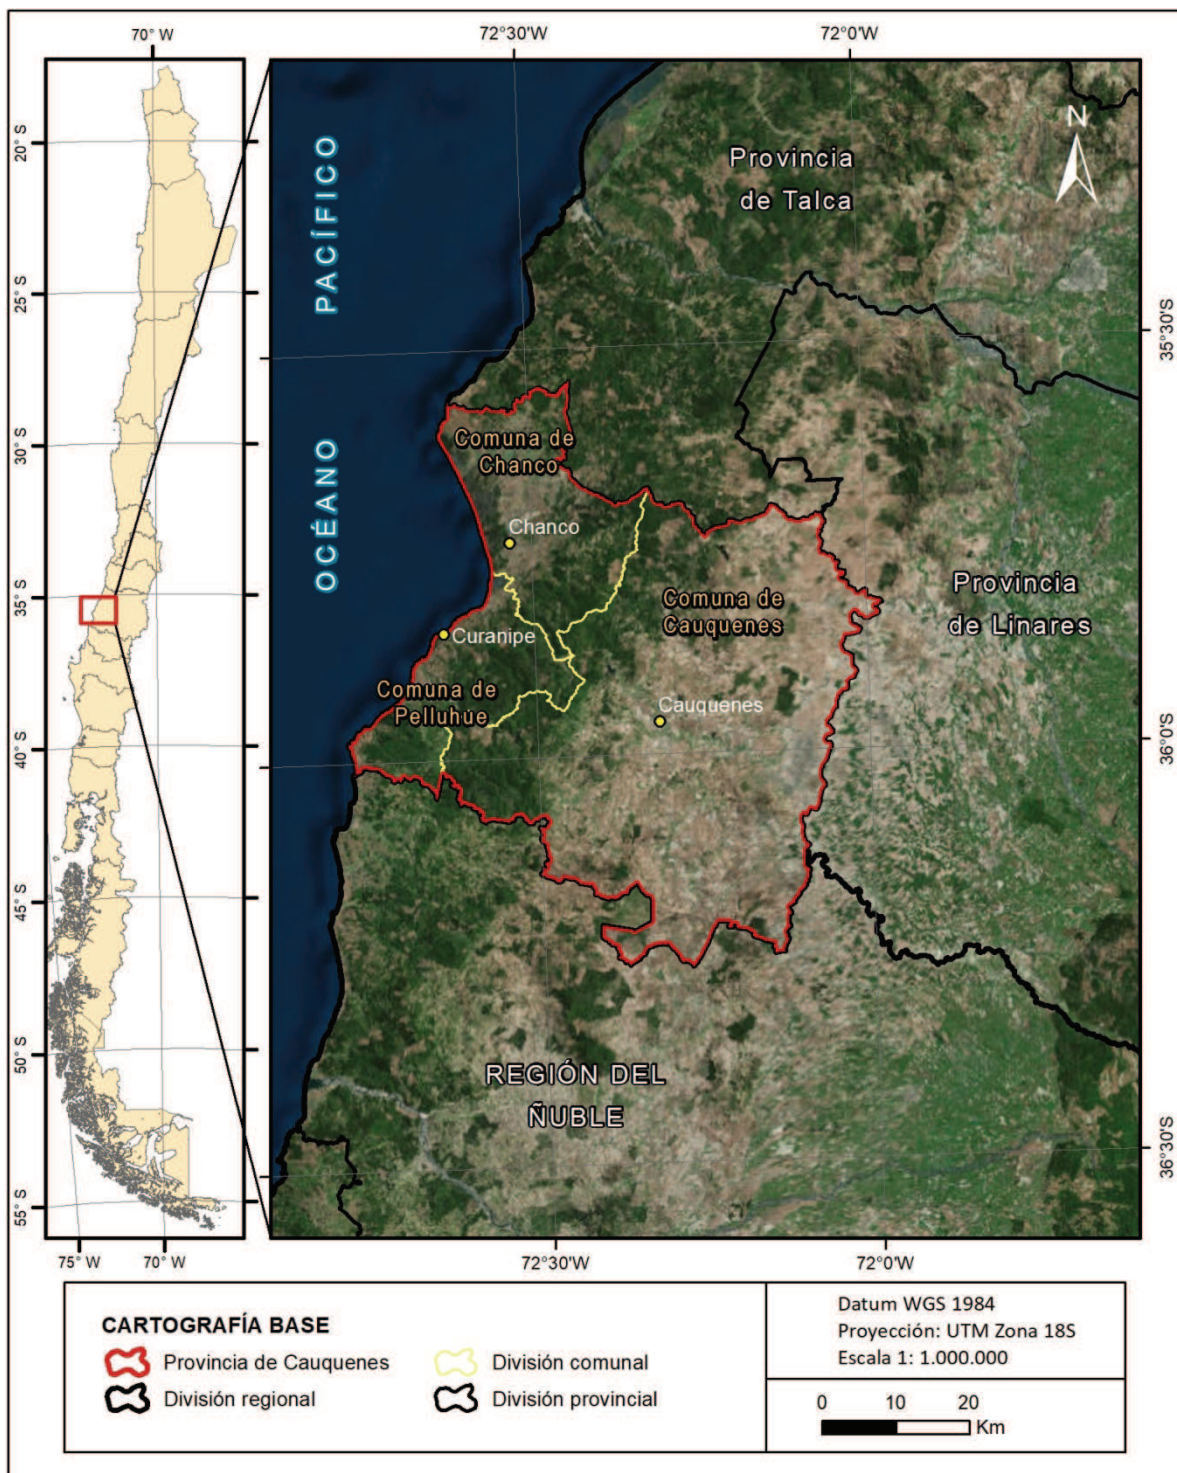 70° W
72°30'W
72°0'W
20° S
25° S
30° S
35° S
40° S
45° S
50° S
55° S
75° W
70° W
OCÉANO PACÍFICO
N
Provincia
de Talca
35°30'S
Comuna de
Chanco
Chanco
Comuna de
Cauquenes
Provincia
de Linares
Curanipe
Comuna de
Pelluhue
Cauquenes
36°0'S
REGIÓN DEL
ÑUBLE
36°30'S
72°30'W
72°0'W
CARTOGRAFÍA BASE
Provincia de Cauquenes
División comunal
División regional
División provincial
Datum WGS 1984
Proyección: UTM Zona 18S
Escala 1: 1.000.000
0 10 20
Km